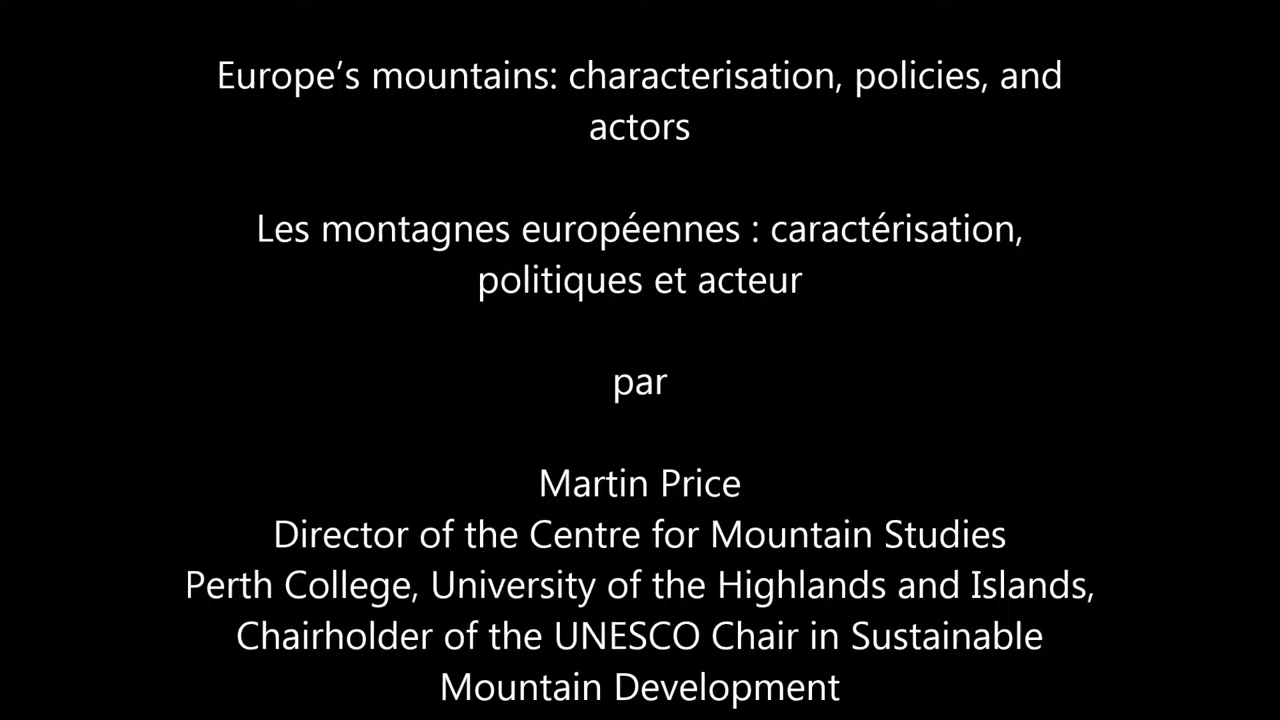 Europe’s mountains: characterisation, policies, and
actors
Les montagnes européennes : caractérisation,
politiques et acteur
par
Martin Price
Director of the Centre for Mountain Studies
Perth College, University of the Highlands and Islands,
Chairholder of the UNESCO Chair in Sustainable
Mountain Development